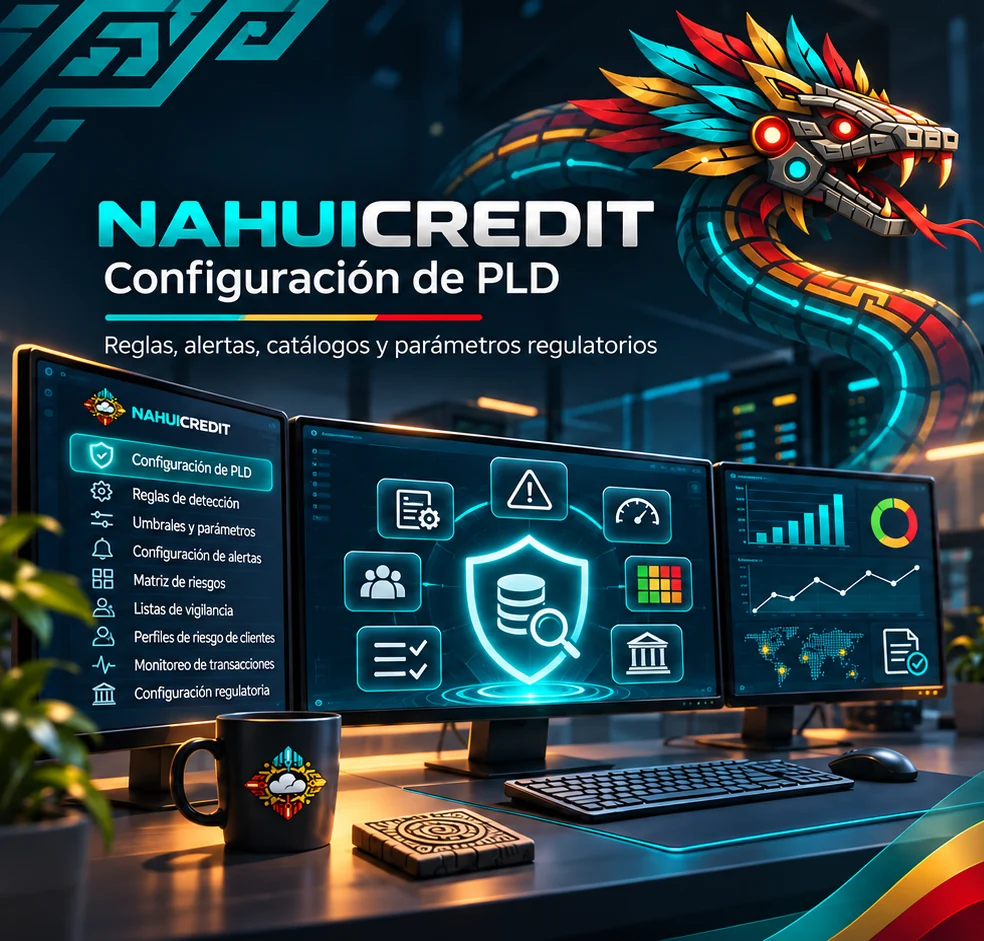 NAHUICREDIT
Configuración de PLD
Reglas, alertas, catálogos y parámetros regulatorios
NAHUICREDIT
Configuración de PLD
Reglas de detección
Umbrales y parámetros
Configuración de alertas
Matriz de riesgos
Listas de vigilancia
Perfiles de riesgo de clientes
Monitoreo de transacciones
Configuración regulatoria